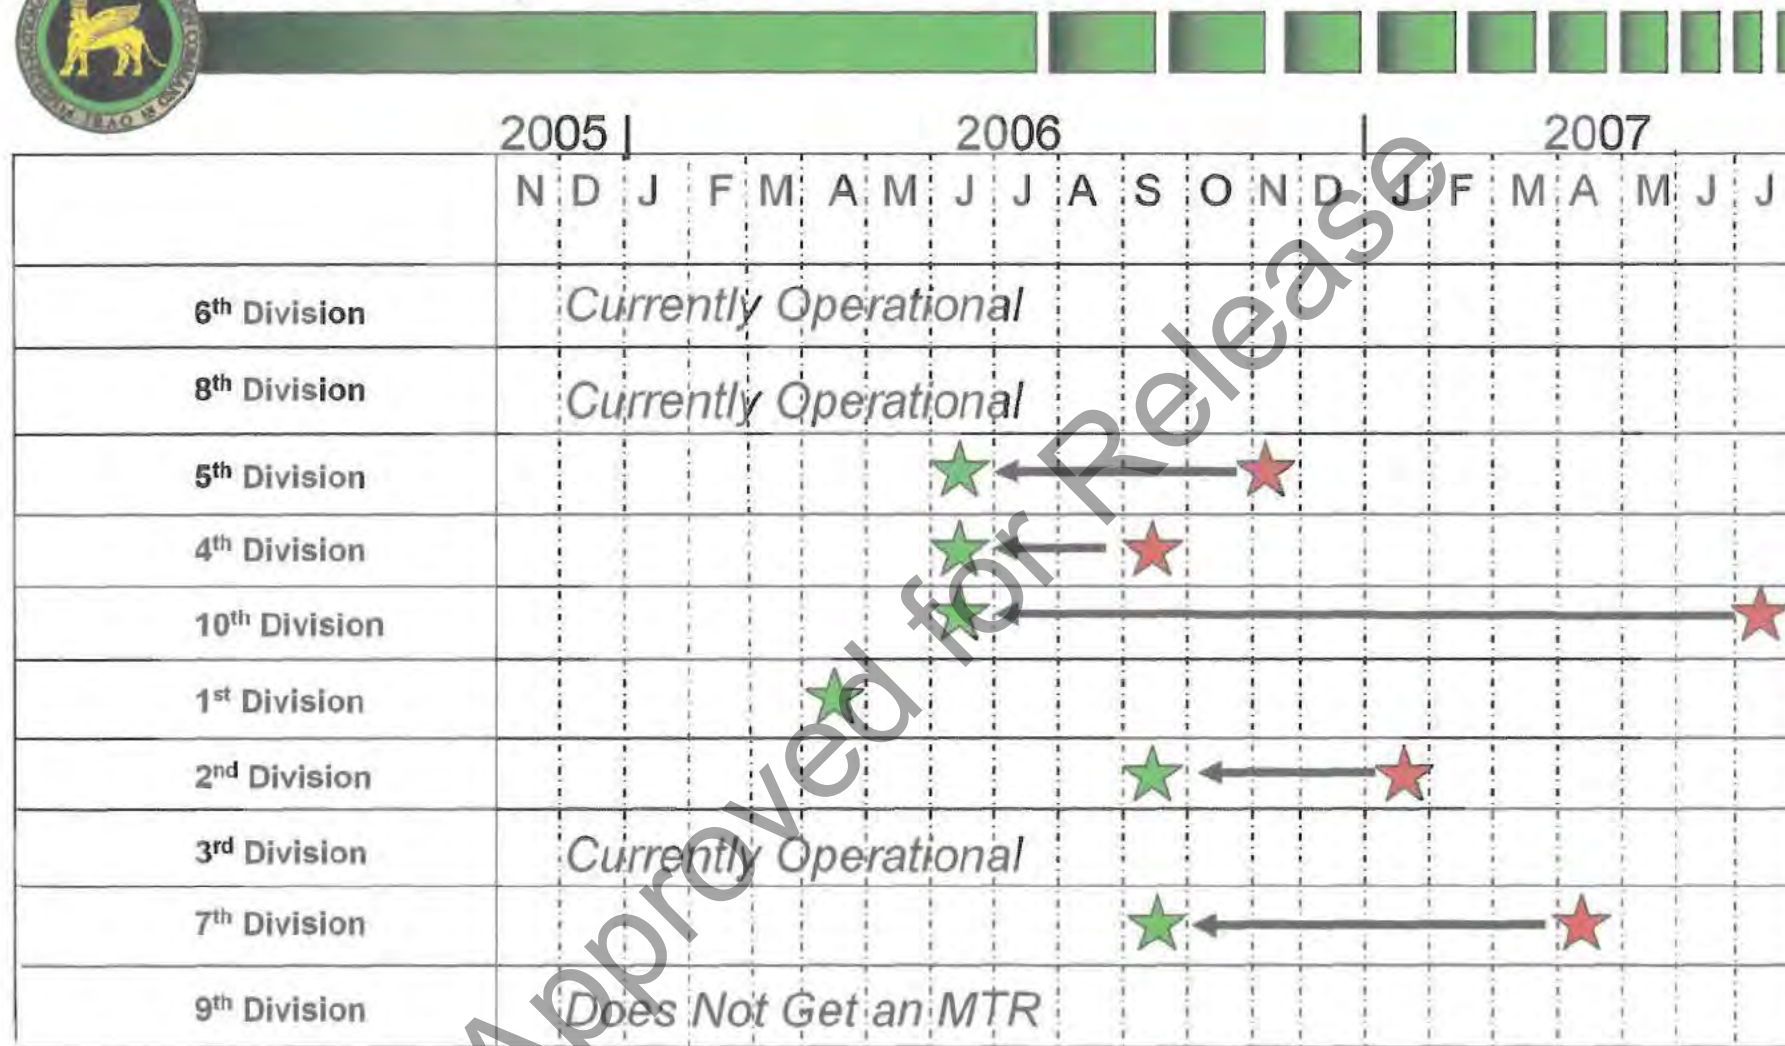 2005 | 2006 | 2007
N D J F M A M J J A S O N D J F M A M J J
6th Division Currently Operational
8th Division Currently Operational
5th Division
4th Division
10th Division
1st Division
2nd Division
3rd Division Currently Operational
7th Division
9th Division Does Not Get an MTR
Approved for Release